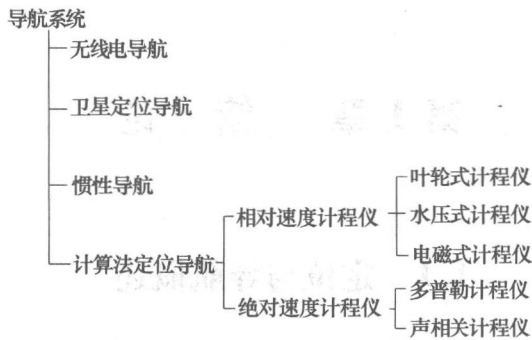 导航系统
无线电导航
卫星定位导航
惯性导航
叶轮式计程仪
相对速度计程仪
水压式计程仪
计算法定位导航
电磁式计程仪
多普勒计程仪
绝对速度计程仪
声相关计程仪